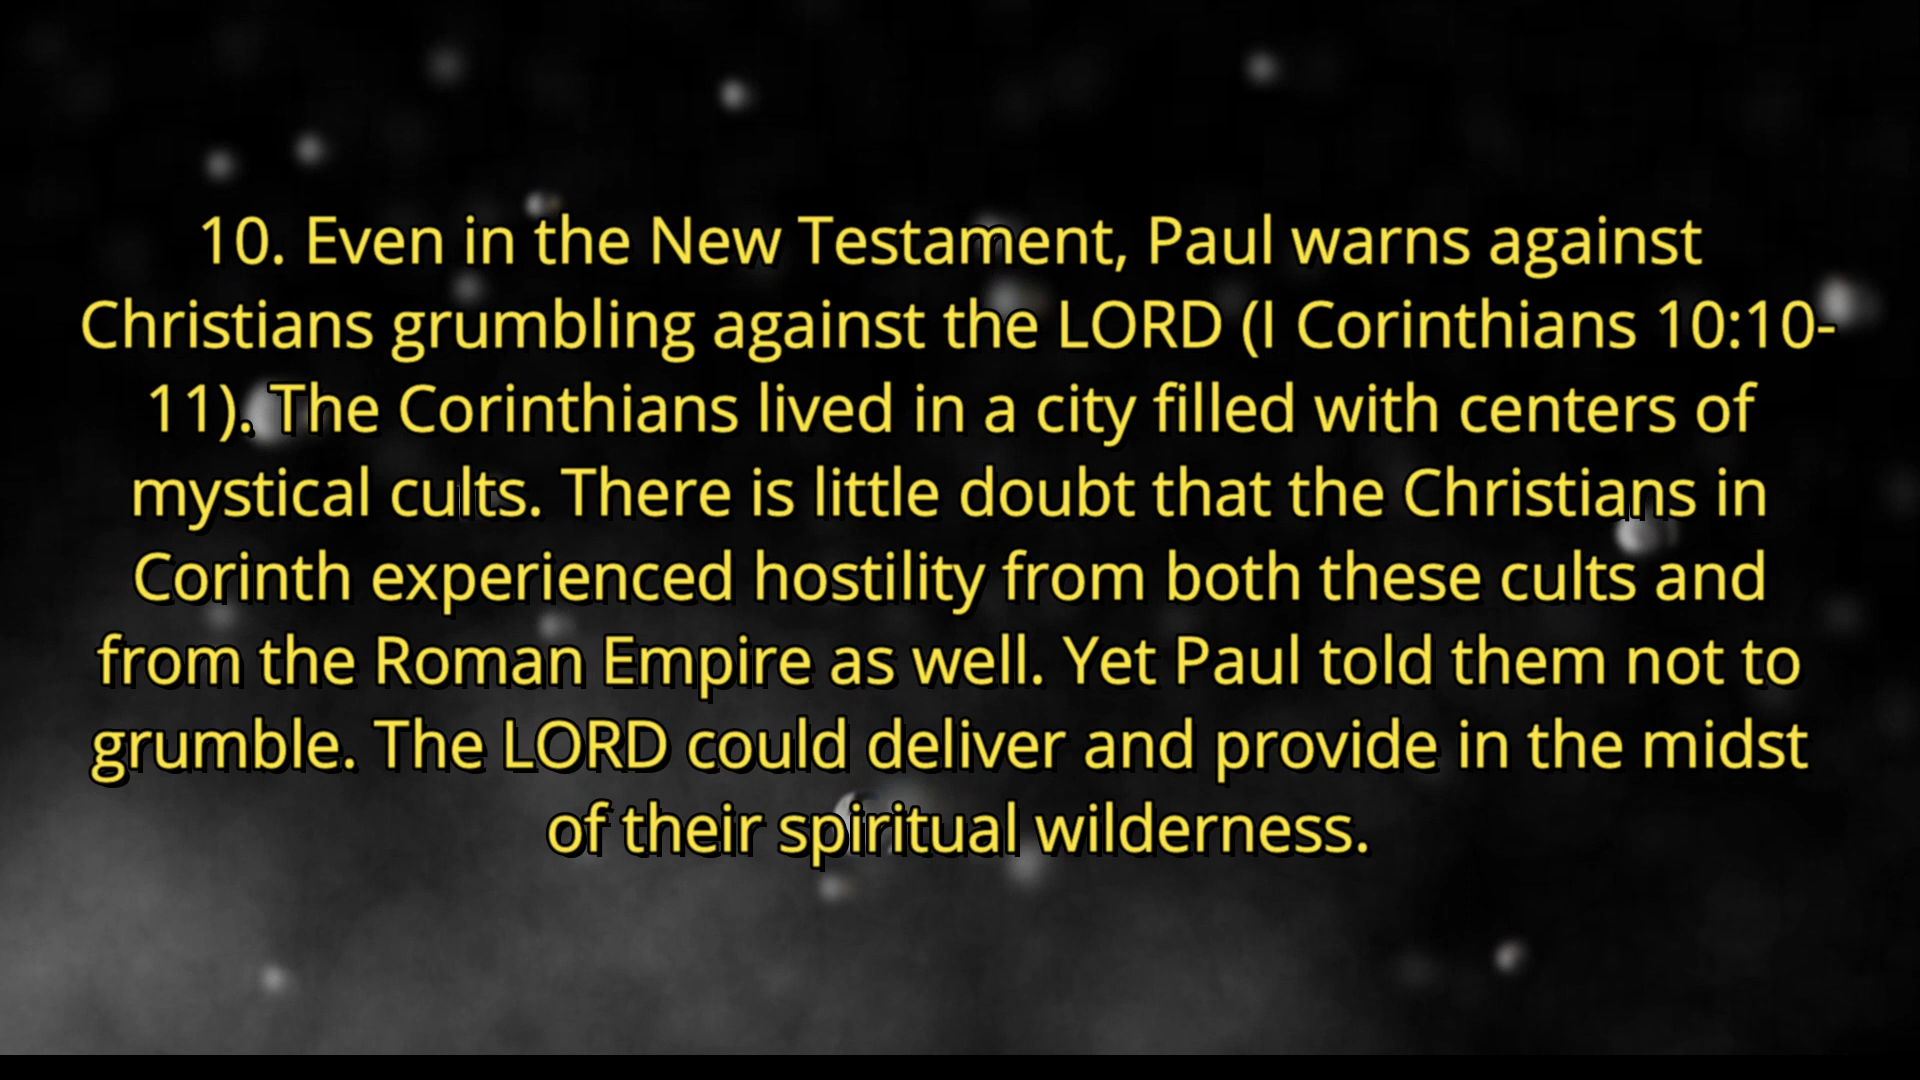 10. Even in the New Testament, Paul warns against
Christians grumbling against the LORD (I Corinthians 10:10-
11). The Corinthians lived in a city filled with centers of
mystical cults. There is little doubt that the Christians in
Corinth experienced hostility from both these cults and
from the Roman Empire as well. Yet Paul told them not to
grumble. The LORD could deliver and provide in the midst
of their spiritual wilderness.